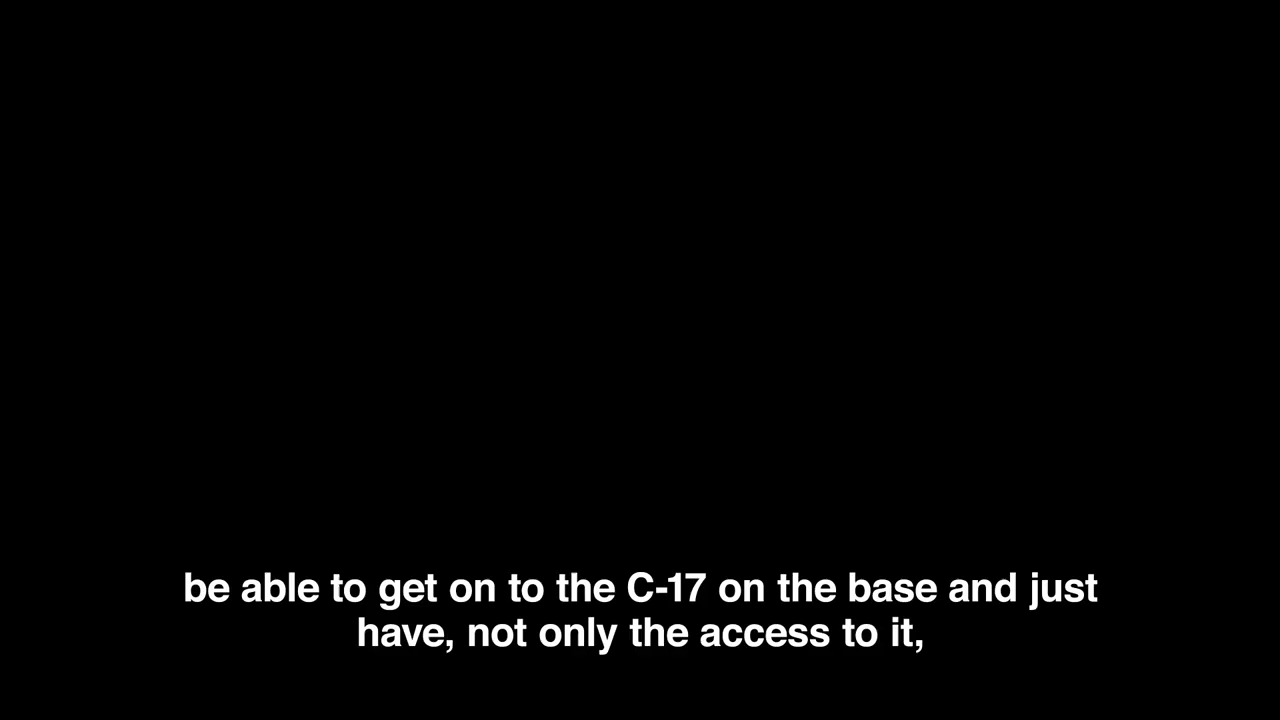 be able to get on to the C-17 on the base and just
have, not only the access to it,